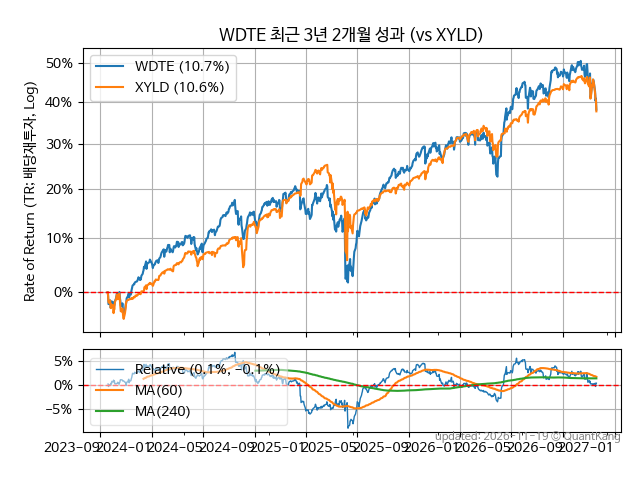 WDTE 최근 3년 2개월 성과 (vs XYLD)
WDTE (10.7%)
XYLD (10.6%)
Rate of Return (TR: 배당재투자, Log)
50%
40%
30%
20%
10%
0%
Relative (0.1%, -0.1%)
MA(60)
MA(240)
5%
0%
−5%
updated: 2026-11-19 © QuantKang
2023-09
2024-01
2024-05
2024-09
2025-01
2025-05
2025-09
2026-01
2026-05
2026-09
2027-01